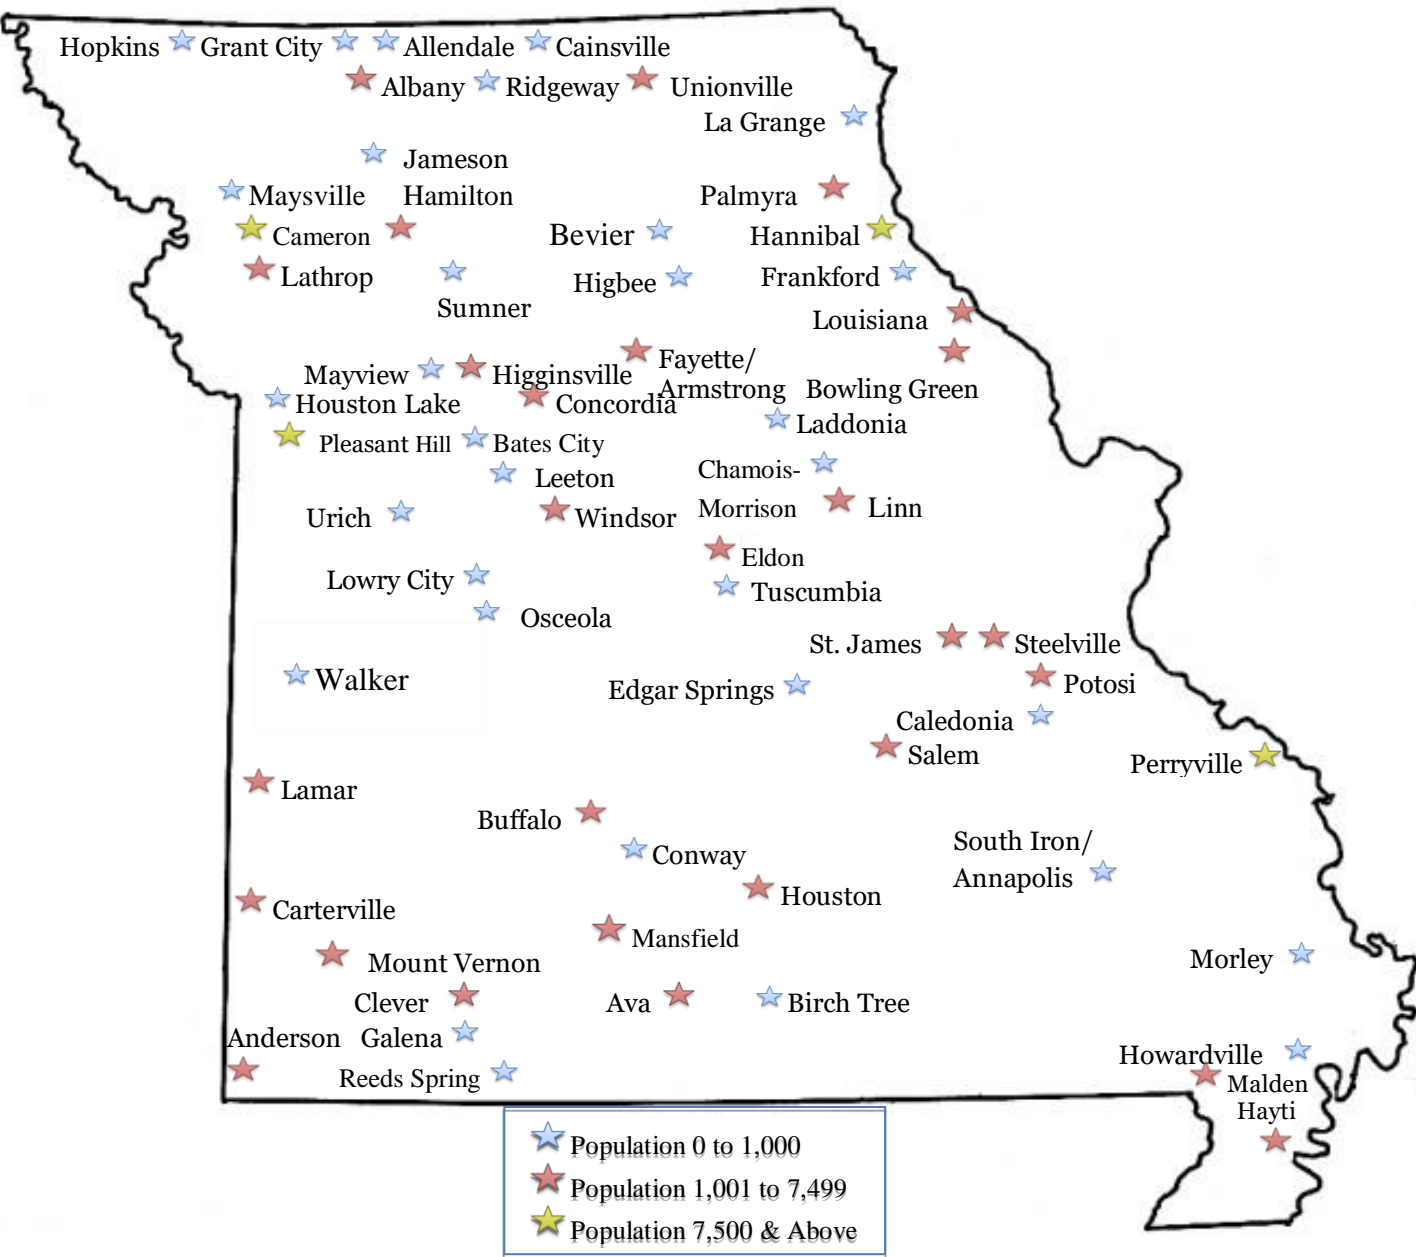 Hopkins Grant City Allendale Cainsville
Albany Ridgeway Unionville
La Grange
Jameson
Maysville Hamilton Palmyra
Cameron Bevier Hannibal
Lathrop Higbee Frankford
Sumner
Louisiana
Mayview Higginsville Fayette/
Armstrong Bowling Green
Houston Lake Concordia
Laddonia
Pleasant Hill Bates City
Leeton Chamois-
Morrison Linn
Urich Windsor
Eldon
Lowry City Tuscumbia
Osceola
St. James Steelville
Walker Edgar Springs Potosi
Caledonia
Salem Perryville
Lamar
Buffalo
Conway South Iron/
Annapolis
Houston
Carterville
Mansfield
Mount Vernon Morley
Clever Ava Birch Tree
Anderson Galena
Howardville
Reeds Spring Malden
Hayti
Population 0 to 1,000
Population 1,001 to 7,499
Population 7,500 & Above